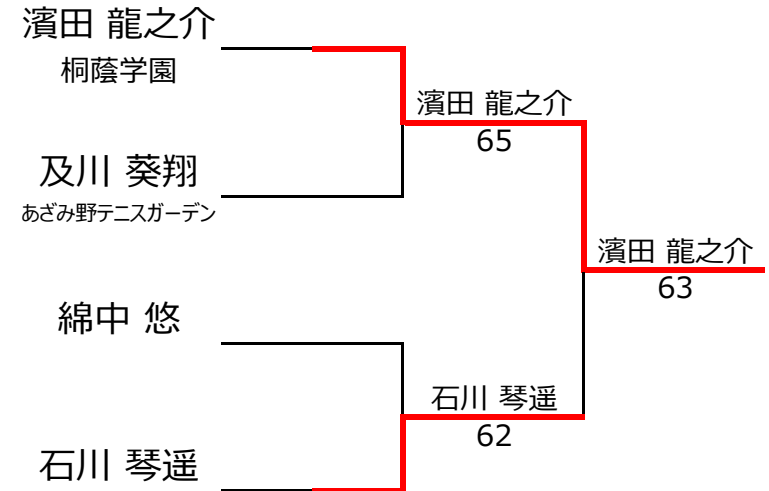 濱田 龍之介
桐蔭学園
濱田 龍之介
65
及川 葵翔
あざみ野テニスガーデン
濱田 龍之介
63
綿中 悠
石川 琴遥
62
石川 琴遥